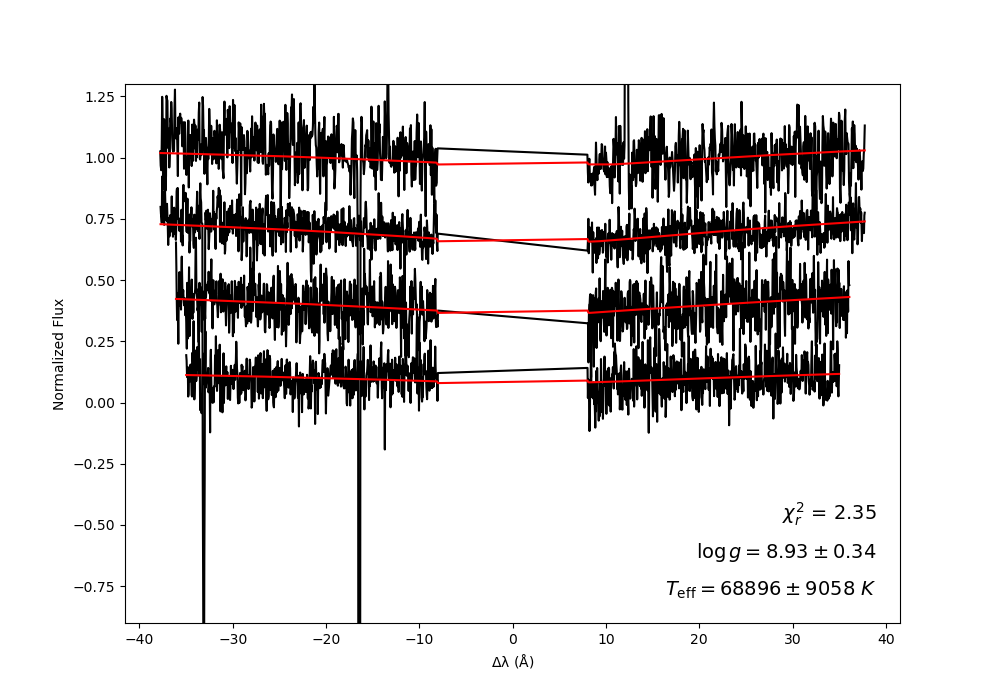 1.25
1.00
0.75
0.50
0.25
0.00
−0.25
−0.50
−0.75
Normalized Flux
χ²ᵣ = 2.35
log g = 8.93 ± 0.34
T_eff = 68896 ± 9058 K
−40 −30 −20 −10 0 10 20 30 40
Δλ (Å)